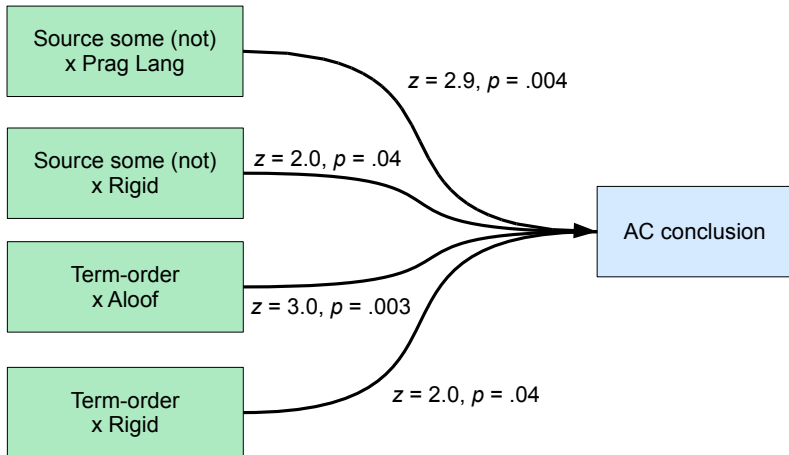 Source some (not)
x Prag Lang
z = 2.9, p = .004
Source some (not)
x Rigid
z = 2.0, p = .04
AC conclusion
Term-order
x Aloof
z = 3.0, p = .003
Term-order
x Rigid
z = 2.0, p = .04